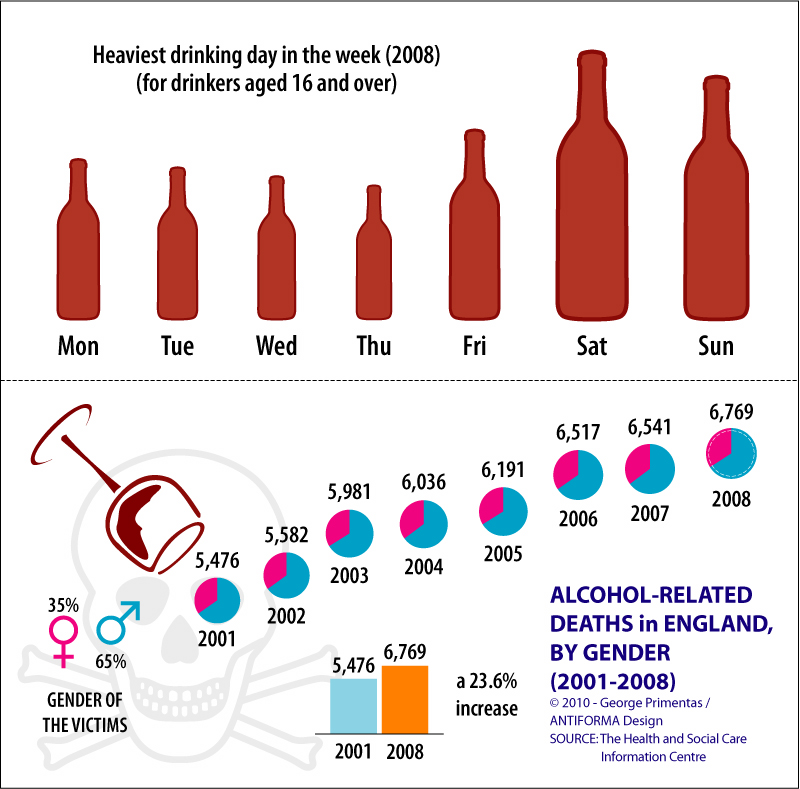 Heaviest drinking day in the week (2008)
(for drinkers aged 16 and over)
Mon Tue Wed Thu Fri Sat Sun
5,476
2001
5,582
2002
5,981
2003
6,036
2004
6,191
2005
6,517
2006
6,541
2007
6,769
2008
35%
65%
GENDER OF
THE VICTIMS
5,476 6,769
2001 2008
a 23.6%
increase
ALCOHOL-RELATED
DEATHS in ENGLAND,
BY GENDER
(2001-2008)
© 2010 - George Primentas /
ANTIFORMA Design
SOURCE: The Health and Social Care
Information Centre